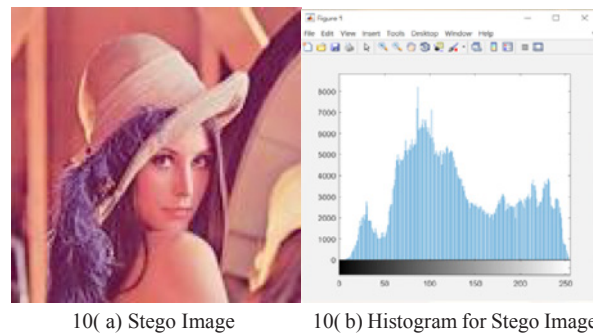 Figure 1
File Edit View Insert Tools Desktop Window Help
8000
7000
6000
5000
4000
3000
2000
1000
0
0 50 100 150 200 250
10( a) Stego Image 10( b) Histogram for Stego Image